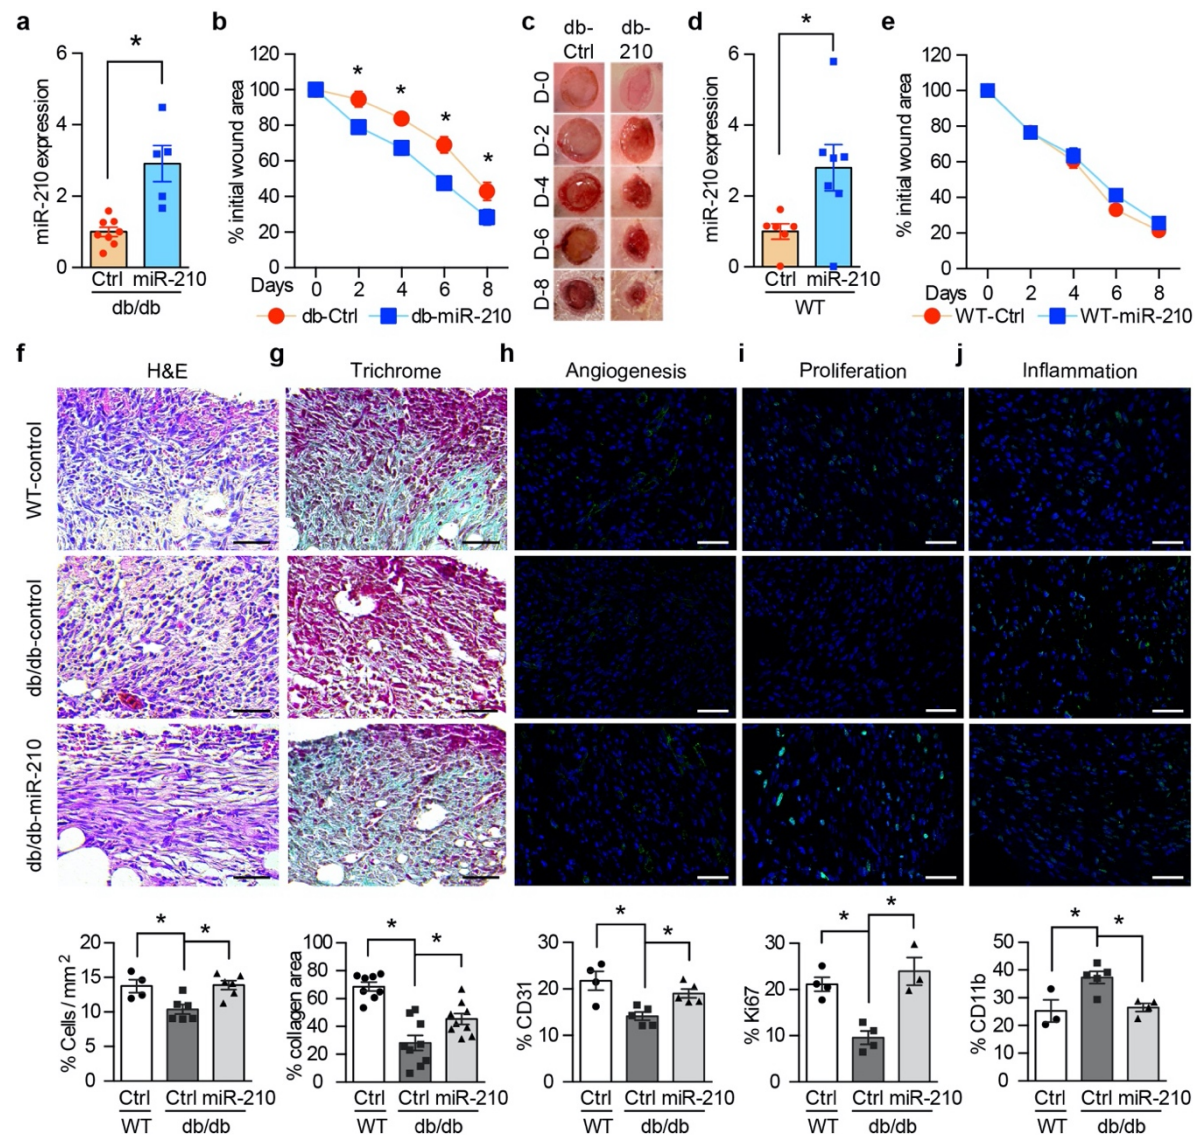 a
miR-210 expression
6
4
2
0
*
Ctrl miR-210
db/db
b
% initial wound area
120
100
80
60
40
20
0
* * * *
Days 0 2 4 6 8
db-Ctrl db-miR-210
c
db- db-
Ctrl 210
D-0
D-2
D-4
D-6
D-8
d
miR-210 expression
6
4
2
0
*
Ctrl miR-210
WT
e
% initial wound area
120
100
80
60
40
20
0
Days 0 2 4 6 8
WT-Ctrl WT-miR-210
f g h i j
H&E Trichrome Angiogenesis Proliferation Inflammation
WT-control
db/db-control
db/db-miR-210
% Cells / mm2
20
15
10
5
0
* *
Ctrl Ctrl miR-210
WT db/db
% collagen area
100
80
60
40
20
0
* *
Ctrl Ctrl miR-210
WT db/db
% CD31
30
20
10
0
* *
Ctrl Ctrl miR-210
WT db/db
% Ki67
30
20
10
0
* *
Ctrl Ctrl miR-210
WT db/db
% CD11b
50
40
30
20
10
0
* *
Ctrl Ctrl miR-210
WT db/db